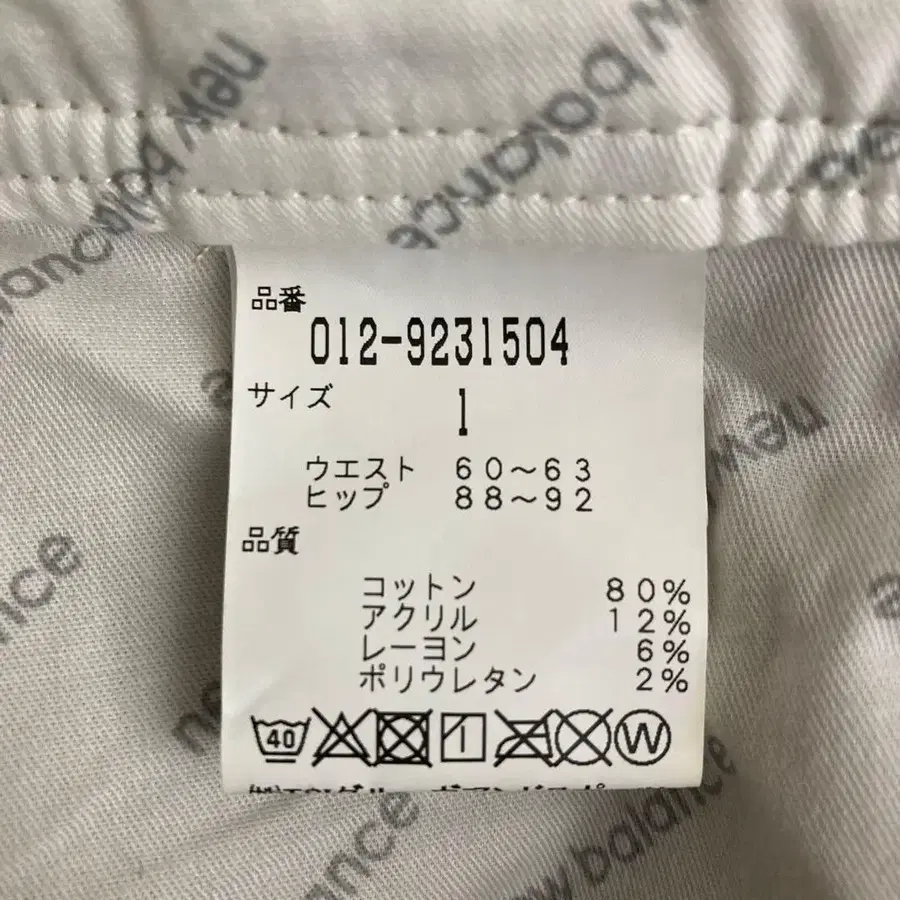 new balance
new balance
品番
012-9231504
サイズ
1
ウエスト 60～63
ヒップ 88～92
品質
コットン 80%
アクリル 12%
レーヨン 6%
ポリウレタン 2%
40
W
new
balance
new balance